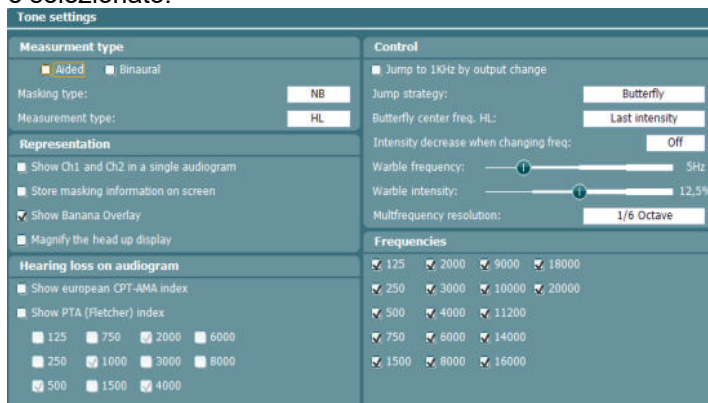 e selezionato.
Tone settings
Measurment type
Aided Binaural
Masking type: NB
Measurement type: HL
Representation
Show Ch1 and Ch2 in a single audiogram
Store masking information on screen
Show Banana Overlay
Magnify the head up display
Hearing loss on audiogram
Show european CPT-AMA index
Show PTA (Fletcher) index
125 750 2000 6000
250 1000 3000 8000
500 1500 4000
Control
Jump to 1KHz by output change
Jump strategy: Butterfly
Butterfly center freq. HL: Last intensity
Intensity decrease when changing freq: Off
Warble frequency: 5Hz
Warble intensity: 12,5%
Multfrequency resolution: 1/6 Octave
Frequencies
125 2000 9000 18000
250 3000 10000 20000
500 4000 11200
750 6000 14000
1500 8000 16000